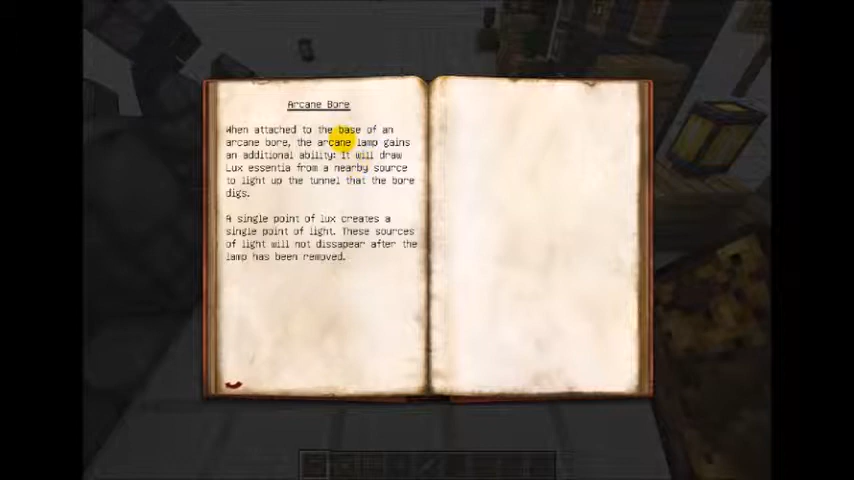 Arcane Bore
When attached to the base of an
arcane bore, the arcane lamp gains
an additional ability: It will draw
Lux essentia from a nearby source
to light up the tunnel that the bore
digs.
A single point of lux creates a
single point of light. These sources
of light will not dissapear after the
lamp has been removed.